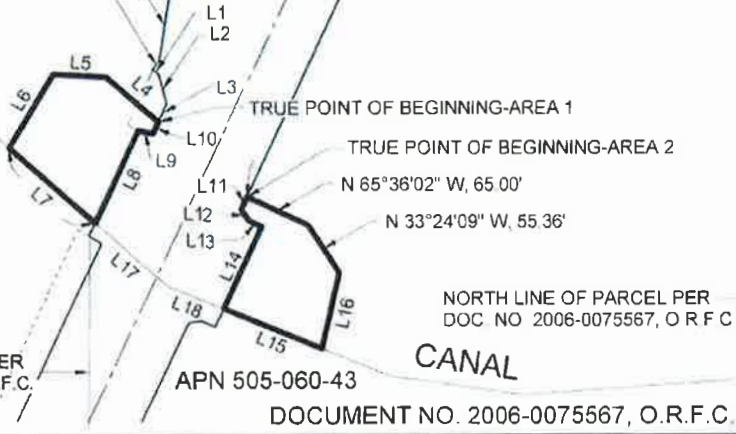 L1
L2
L5
L4
L3
L6
TRUE POINT OF BEGINNING-AREA 1
L10
L9
TRUE POINT OF BEGINNING-AREA 2
L8
L11
N 65°36'02" W, 65.00'
L7
L12
N 33°24'09" W, 55.36'
L13
L17
L14
L16
L18
NORTH LINE OF PARCEL PER
DOC. NO. 2006-0075567, O.R.F.C.
L15
CANAL
ER
F.C.
APN 505-060-43
DOCUMENT NO. 2006-0075567, O.R.F.C.